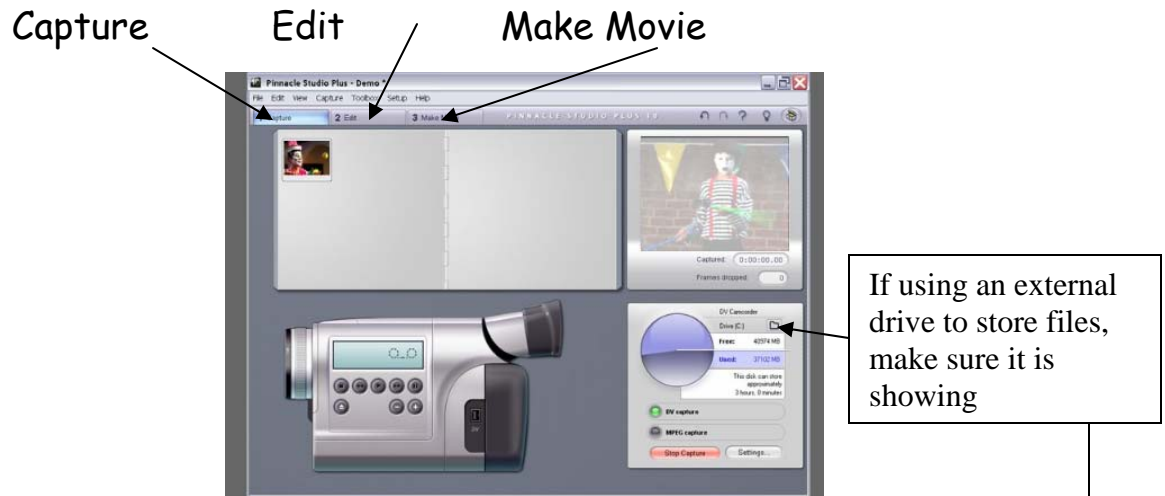 Capture Edit Make Movie
Pinnacle Studio Plus - Demo *
File Edit View Capture Toolbox Setup Help
2 Edit 3 Make
PINNACLE STUDIO PLUS
Captured: 0:00:00.00
Frames dropped: 0
DV Camcorder
Drive (C:)
Free: 40974 MB
Used: 37102 MB
This disk can store
approximately
3 hours, 0 minutes
DV capture
MPEG capture
Stop Capture Settings...
DV
If using an external
drive to store files,
make sure it is
showing